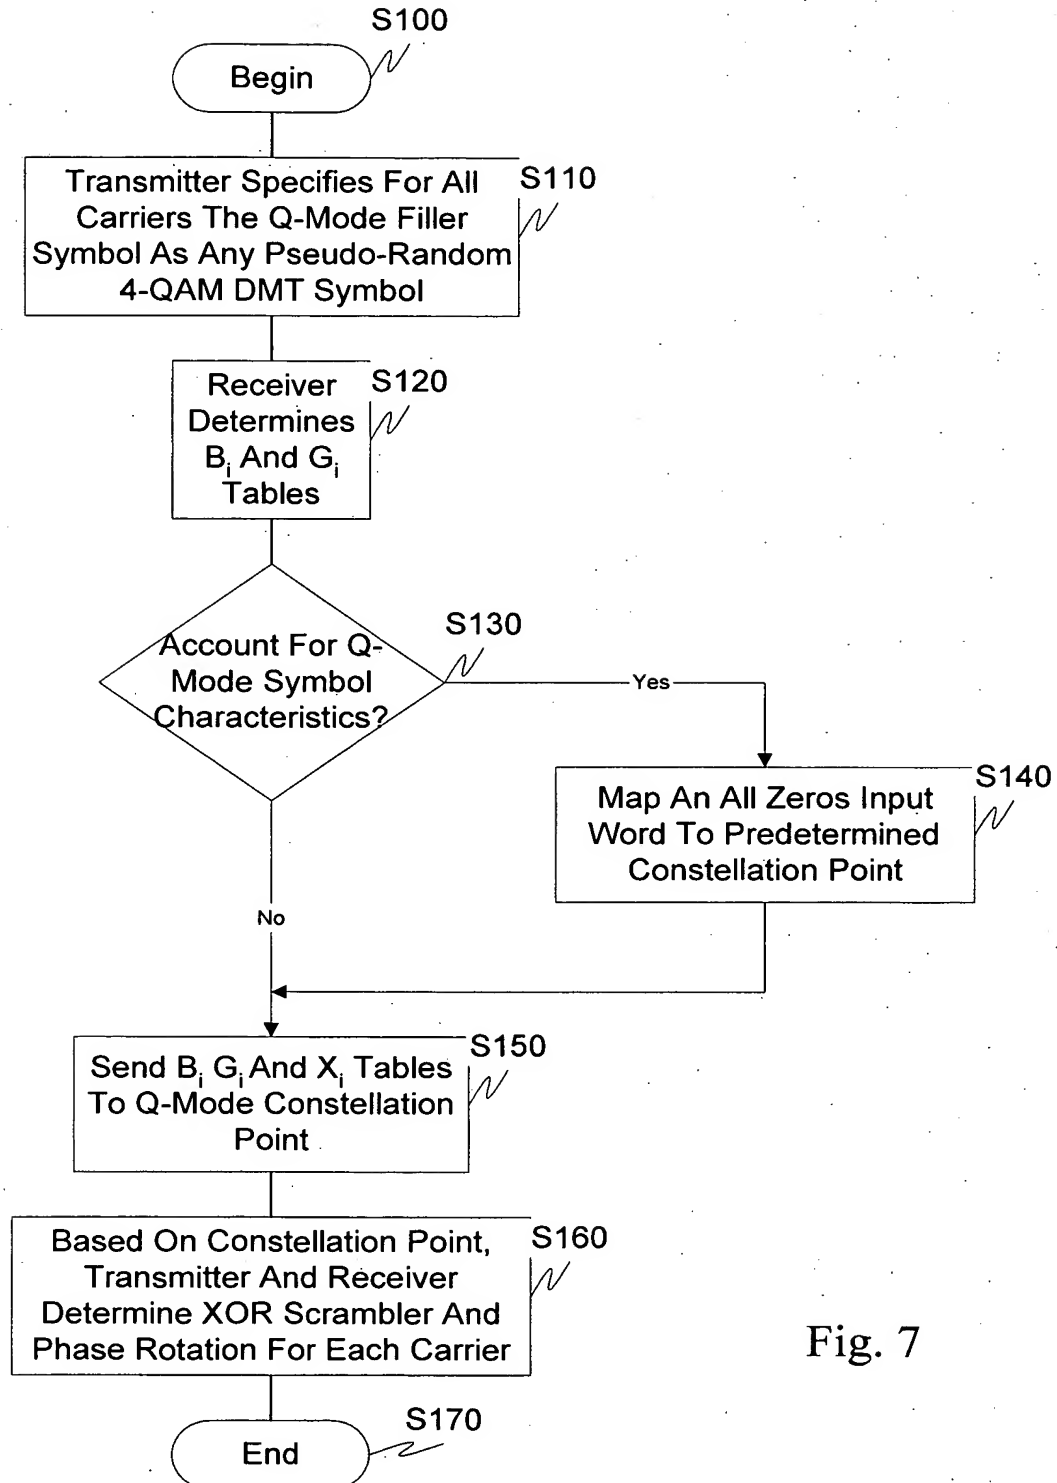 S100
Begin
Transmitter Specifies For All
Carriers The Q-Mode Filler
Symbol As Any Pseudo-Random
4-QAM DMT Symbol
S110
Receiver
Determines
Bi And Gi
Tables
S120
Account For Q-
Mode Symbol
Characteristics?
S130
Yes
Map An All Zeros Input
Word To Predetermined
Constellation Point
S140
No
Send Bi Gi And Xi Tables
To Q-Mode Constellation
Point
S150
Based On Constellation Point,
Transmitter And Receiver
Determine XOR Scrambler And
Phase Rotation For Each Carrier
S160
Fig. 7
End
S170